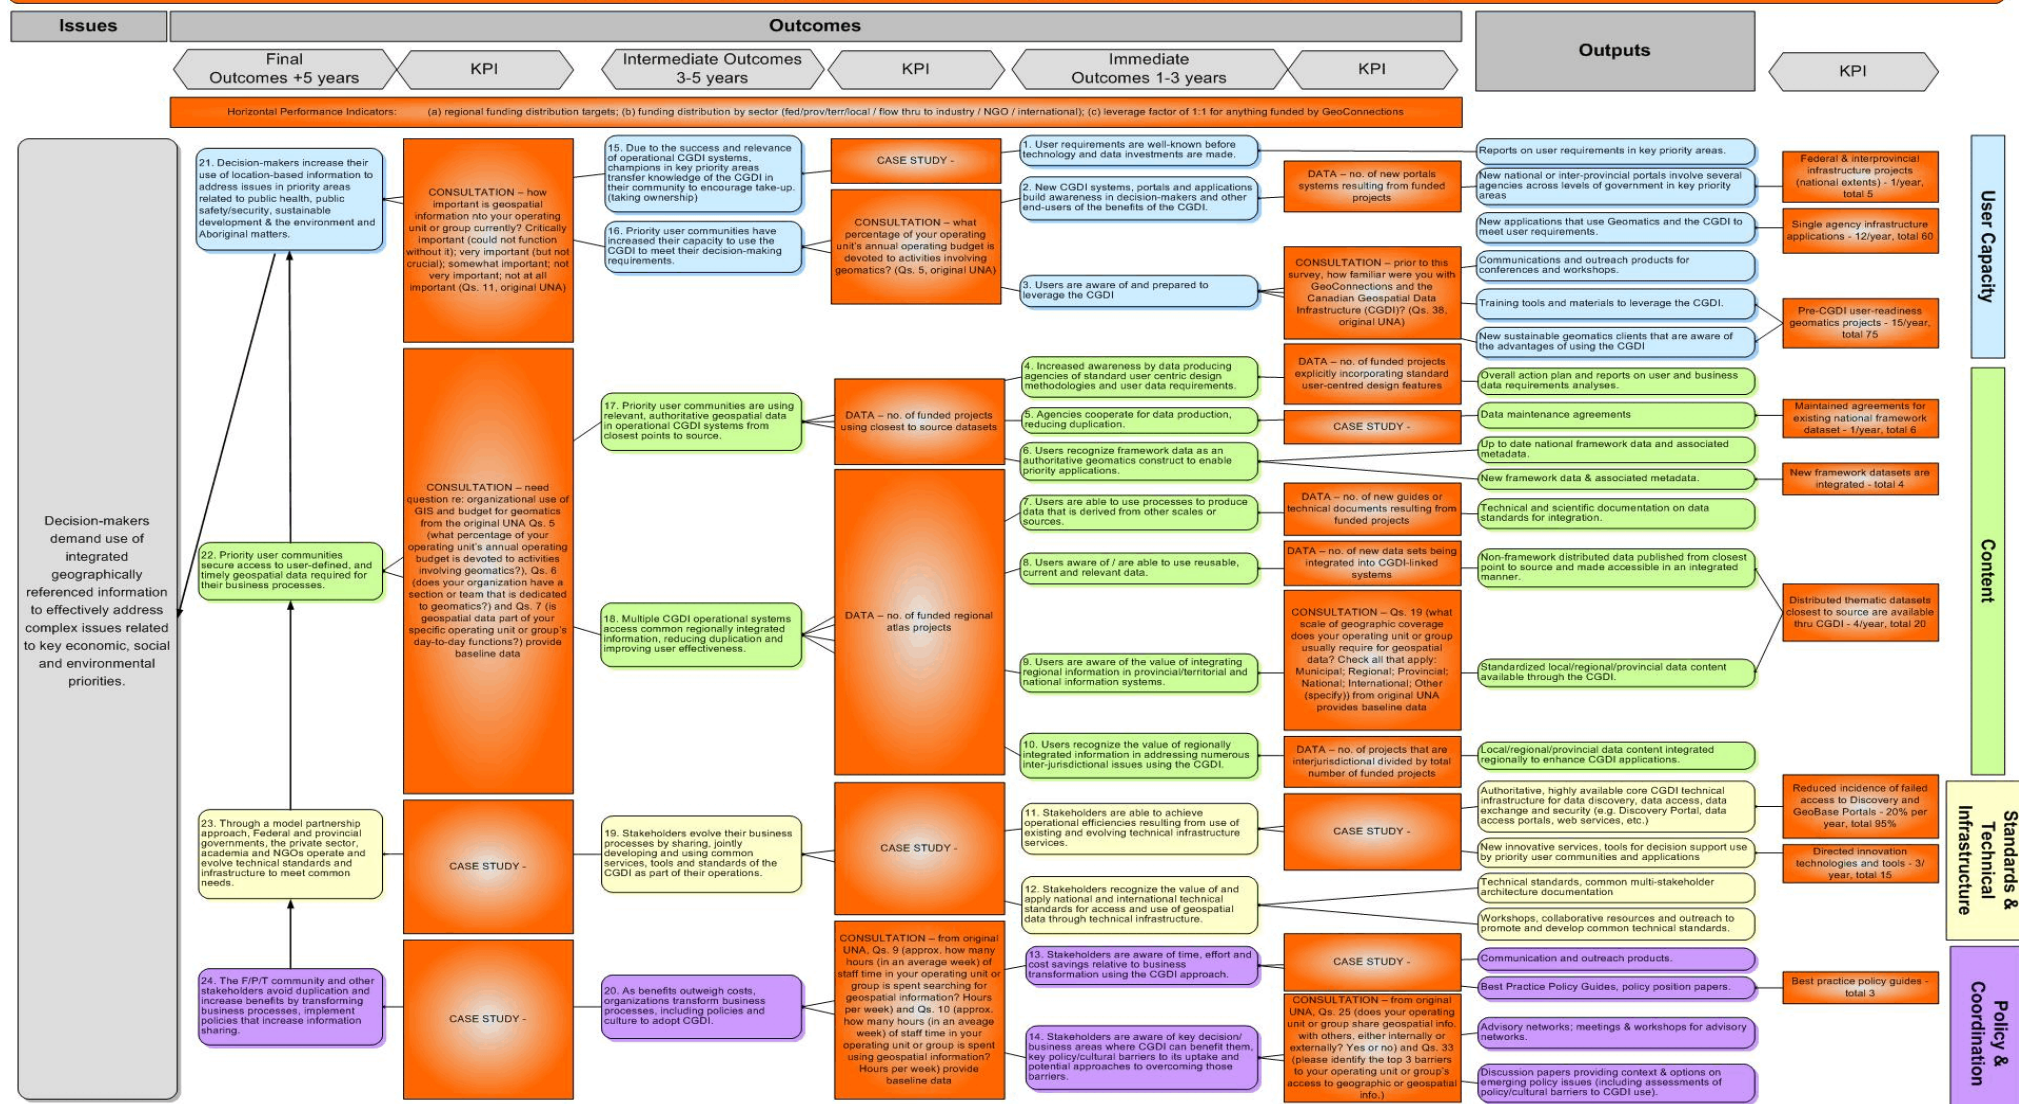 Issues
Outcomes
Outputs
Final
Outcomes +5 years
KPI
Intermediate Outcomes
3-5 years
KPI
Immediate
Outcomes 1-3 years
KPI
KPI
Horizontal Performance Indicators: (a) regional funding distribution targets; (b) funding distribution by sector (fed/prov/terr/local / flow thru to industry / NGO / international); (c) leverage factor of 1:1 for anything funded by GeoConnections
Decision-makers
demand use of
integrated
geographically
referenced information
to effectively address
complex issues related
to key economic, social
and environmental
priorities.
21. Decision-makers increase their
use of location-based information to
address issues in priority areas
related to public health, public
safety/security, sustainable
development & the environment and
Aboriginal matters.
22. Priority user communities
secure access to user-defined, and
timely geospatial data required for
their business processes.
23. Through a model partnership
approach, Federal and provincial
governments, the private sector,
academia and NGOs operate and
evolve technical standards and
infrastructure to meet common
needs.
24. The F/P/T community and other
stakeholders avoid duplication and
increase benefits by transforming
business processes, implement
policies that increase information
sharing.
CONSULTATION – how
important is geospatial
information nto your operating
unit or group currently? Critically
important (could not function
without it); very important (but not
crucial); somewhat important; not
very important; not at all
important (Qs. 11, original UNA)
CONSULTATION – need
question re: organizational use of
GIS and budget for geomatics
from the original UNA Qs. 5
(what percentage of your
operating unit's annual operating
budget is devoted to activities
involving geomatics?), Qs. 6
(does your organization have a
section or team that is dedicated
to geomatics?) and Qs. 7 (is
geospatial data part of your
specific operating unit or group's
day-to-day functions?) provide
baseline data
CASE STUDY -
CASE STUDY -
15. Due to the success and relevance
of operational CGDI systems,
champions in key priority areas
transfer knowledge of the CGDI in
their community to encourage take-up.
(taking ownership)
16. Priority user communities have
increased their capacity to use the
CGDI to meet their decision-making
requirements.
17. Priority user communities are using
relevant, authoritative geospatial data
in operational CGDI systems from
closest points to source.
18. Multiple CGDI operational systems
access common regionally integrated
information, reducing duplication and
improving user effectiveness.
19. Stakeholders evolve their business
processes by sharing, jointly
developing and using common
services, tools and standards of the
CGDI as part of their operations.
20. As benefits outweigh costs,
organizations transform business
processes, including policies and
culture to adopt CGDI.
CASE STUDY -
CONSULTATION – what
percentage of your operating
unit's annual operating budget is
devoted to activities involving
geomatics? (Qs. 5, original UNA)
DATA – no. of funded projects
using closest to source datasets
DATA – no. of funded regional
atlas projects
CASE STUDY -
CONSULTATION – from original
UNA, Qs. 9 (approx. how many
hours (in an average week) of
staff time in your operating unit or
group is spent searching for
geospatial information? Hours
per week) and Qs. 10 (approx.
how many hours (in an aveage
week) of staff time in your
operating unit or group is spent
using geospatial information?
Hours per week) provide
baseline data
1. User requirements are well-known before
technology and data investments are made.
2. New CGDI systems, portals and applications
build awareness in decision-makers and other
end-users of the benefits of the CGDI.
3. Users are aware of and prepared to
leverage the CGDI
4. Increased awareness by data producing
agencies of standard user centric design
methodologies and user data requirements.
5. Agencies cooperate for data production,
reducing duplication.
6. Users recognize framework data as an
authoritative geomatics construct to enable
priority applications.
7. Users are able to use processes to produce
data that is derived from other scales or
sources.
8. Users aware of / are able to use reusable,
current and relevant data.
9. Users are aware of the value of integrating
regional information in provincial/territorial and
national information systems.
10. Users recognize the value of regionally
integrated information in addressing numerous
inter-jurisdictional issues using the CGDI.
11. Stakeholders are able to achieve
operational efficiencies resulting from use of
existing and evolving technical infrastructure
services.
12. Stakeholders recognize the value of and
apply national and international technical
standards for access and use of geospatial
data through technical infrastructure.
13. Stakeholders are aware of time, effort and
cost savings relative to business
transformation using the CGDI approach.
14. Stakeholders are aware of key decision/
business areas where CGDI can benefit them,
key policy/cultural barriers to its uptake and
potential approaches to overcoming those
barriers.
DATA – no. of new portals
systems resulting from funded
projects
CONSULTATION – prior to this
survey, how familiar were you with
GeoConnections and the
Canadian Geospatial Data
Infrastructure (CGDI)? (Qs. 38,
original UNA)
DATA – no. of funded projects
explicitly incorporating standard
user-centred design features
CASE STUDY -
DATA – no. of new guides or
technical documents resulting from
funded projects
DATA – no. of new data sets being
integrated into CGDI-linked
systems
CONSULTATION – Qs. 19 (what
scale of geographic coverage
does your operating unit or group
usually require for geospatial
data? Check all that apply:
Municipal; Regional; Provincial;
National; International; Other
(specify)) from original UNA
provides baseline data
DATA – no. of projects that are
interjurisdictional divided by total
number of funded projects
CASE STUDY -
CASE STUDY -
CONSULTATION – from original
UNA, Qs. 25 (does your operating
unit or group share geospatial info.
with others, either internally or
externally? Yes or no) and Qs. 33
(please identify the top 3 barriers
to your operating unit or group's
access to geographic or geospatial
info.)
Reports on user requirements in key priority areas.
New national or inter-provincial portals involve several
agencies across levels of government in key priority
areas
New applications that use Geomatics and the CGDI to
meet user requirements.
Communications and outreach products for
conferences and workshops.
Training tools and materials to leverage the CGDI.
New sustainable geomatics clients that are aware of
the advantages of using the CGDI
Overall action plan and reports on user and business
data requirements analyses.
Data maintenance agreements
Up to date national framework data and associated
metadata.
New framework data & associated metadata.
Technical and scientific documentation on data
standards for integration.
Non-framework distributed data published from closest
point to source and made accessible in an integrated
manner.
Standardized local/regional/provincial data content
available through the CGDI.
Local/regional/provincial data content integrated
regionally to enhance CGDI applications.
Authoritative, highly available core CGDI technical
infrastructure for data discovery, data access, data
exchange and security (e.g. Discovery Portal, data
access portals, web services, etc.)
New innovative services, tools for decision support use
by priority user communities and applications
Technical standards, common multi-stakeholder
architecture documentation
Workshops, collaborative resources and outreach to
promote and develop common technical standards.
Communication and outreach products.
Best Practice Policy Guides, policy position papers.
Advisory networks; meetings & workshops for advisory
networks.
Discussion papers providing context & options on
emerging policy issues (including assessments of
policy/cultural barriers to CGDI use).
Federal & interprovincial
infrastructure projects
(national extents) - 1/year,
total 5
Single agency infrastructure
applications - 12/year, total 60
Pre-CGDI user-readiness
geomatics projects - 15/year,
total 75
Maintained agreements for
existing national framework
dataset - 1/year, total 6
New framework datasets are
integrated - total 4
Distributed thematic datasets
closest to source are available
thru CGDI - 4/year, total 20
Reduced incidence of failed
access to Discovery and
GeoBase Portals - 20% per
year, total 95%
Directed innovation
technologies and tools - 3/
year, total 15
Best practice policy guides -
total 3
User Capacity
Content
Standards &
Technical
Infrastructure
Policy &
Coordination